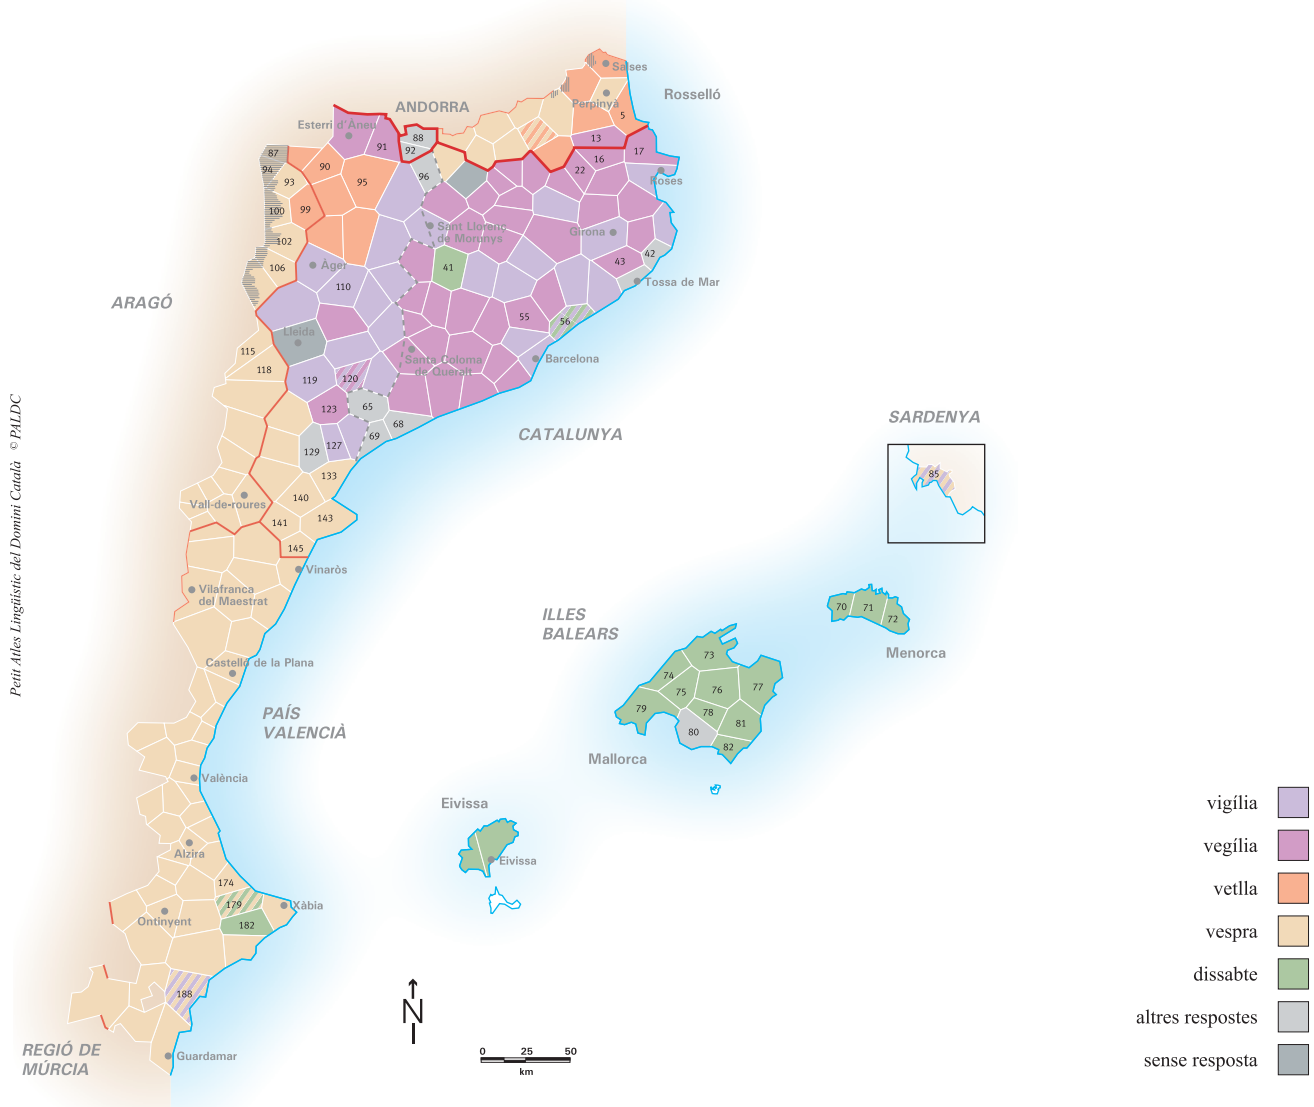 Salses
Rosselló
Perpinyà
ANDORRA
5
Esterri d'Àneu
88
13
91
92
17
87
16
90
94
96
22
93
95
Roses
99
100
Sant Llorenç
de Morunys
Girona
102
42
Àger
43
106
41
Tossa de Mar
110
ARAGÓ
55
56
Lleida
115
Santa Coloma
de Queralt
Barcelona
118
119
120
65
123
68
69
127
129
CATALUNYA
SARDENYA
85
133
140
Vall-de-roures
141
143
145
Vinaròs
Vilafranca
del Maestrat
ILLES
BALEARS
70
71
72
Menorca
73
74
75
76
77
78
79
80
81
82
Mallorca
Castelló de la Plana
PAÍS
VALENCIÀ
València
Eivissa
Eivissa
Alzira
174
179
Xàbia
Ontinyent
182
188
REGIÓ DE
MÚRCIA
Guardamar
N
0 25 50
km
vigília
vegília
vetlla
vespra
dissabte
altres respostes
sense resposta
Petit Atles Lingüístic del Domini Català © PALDC